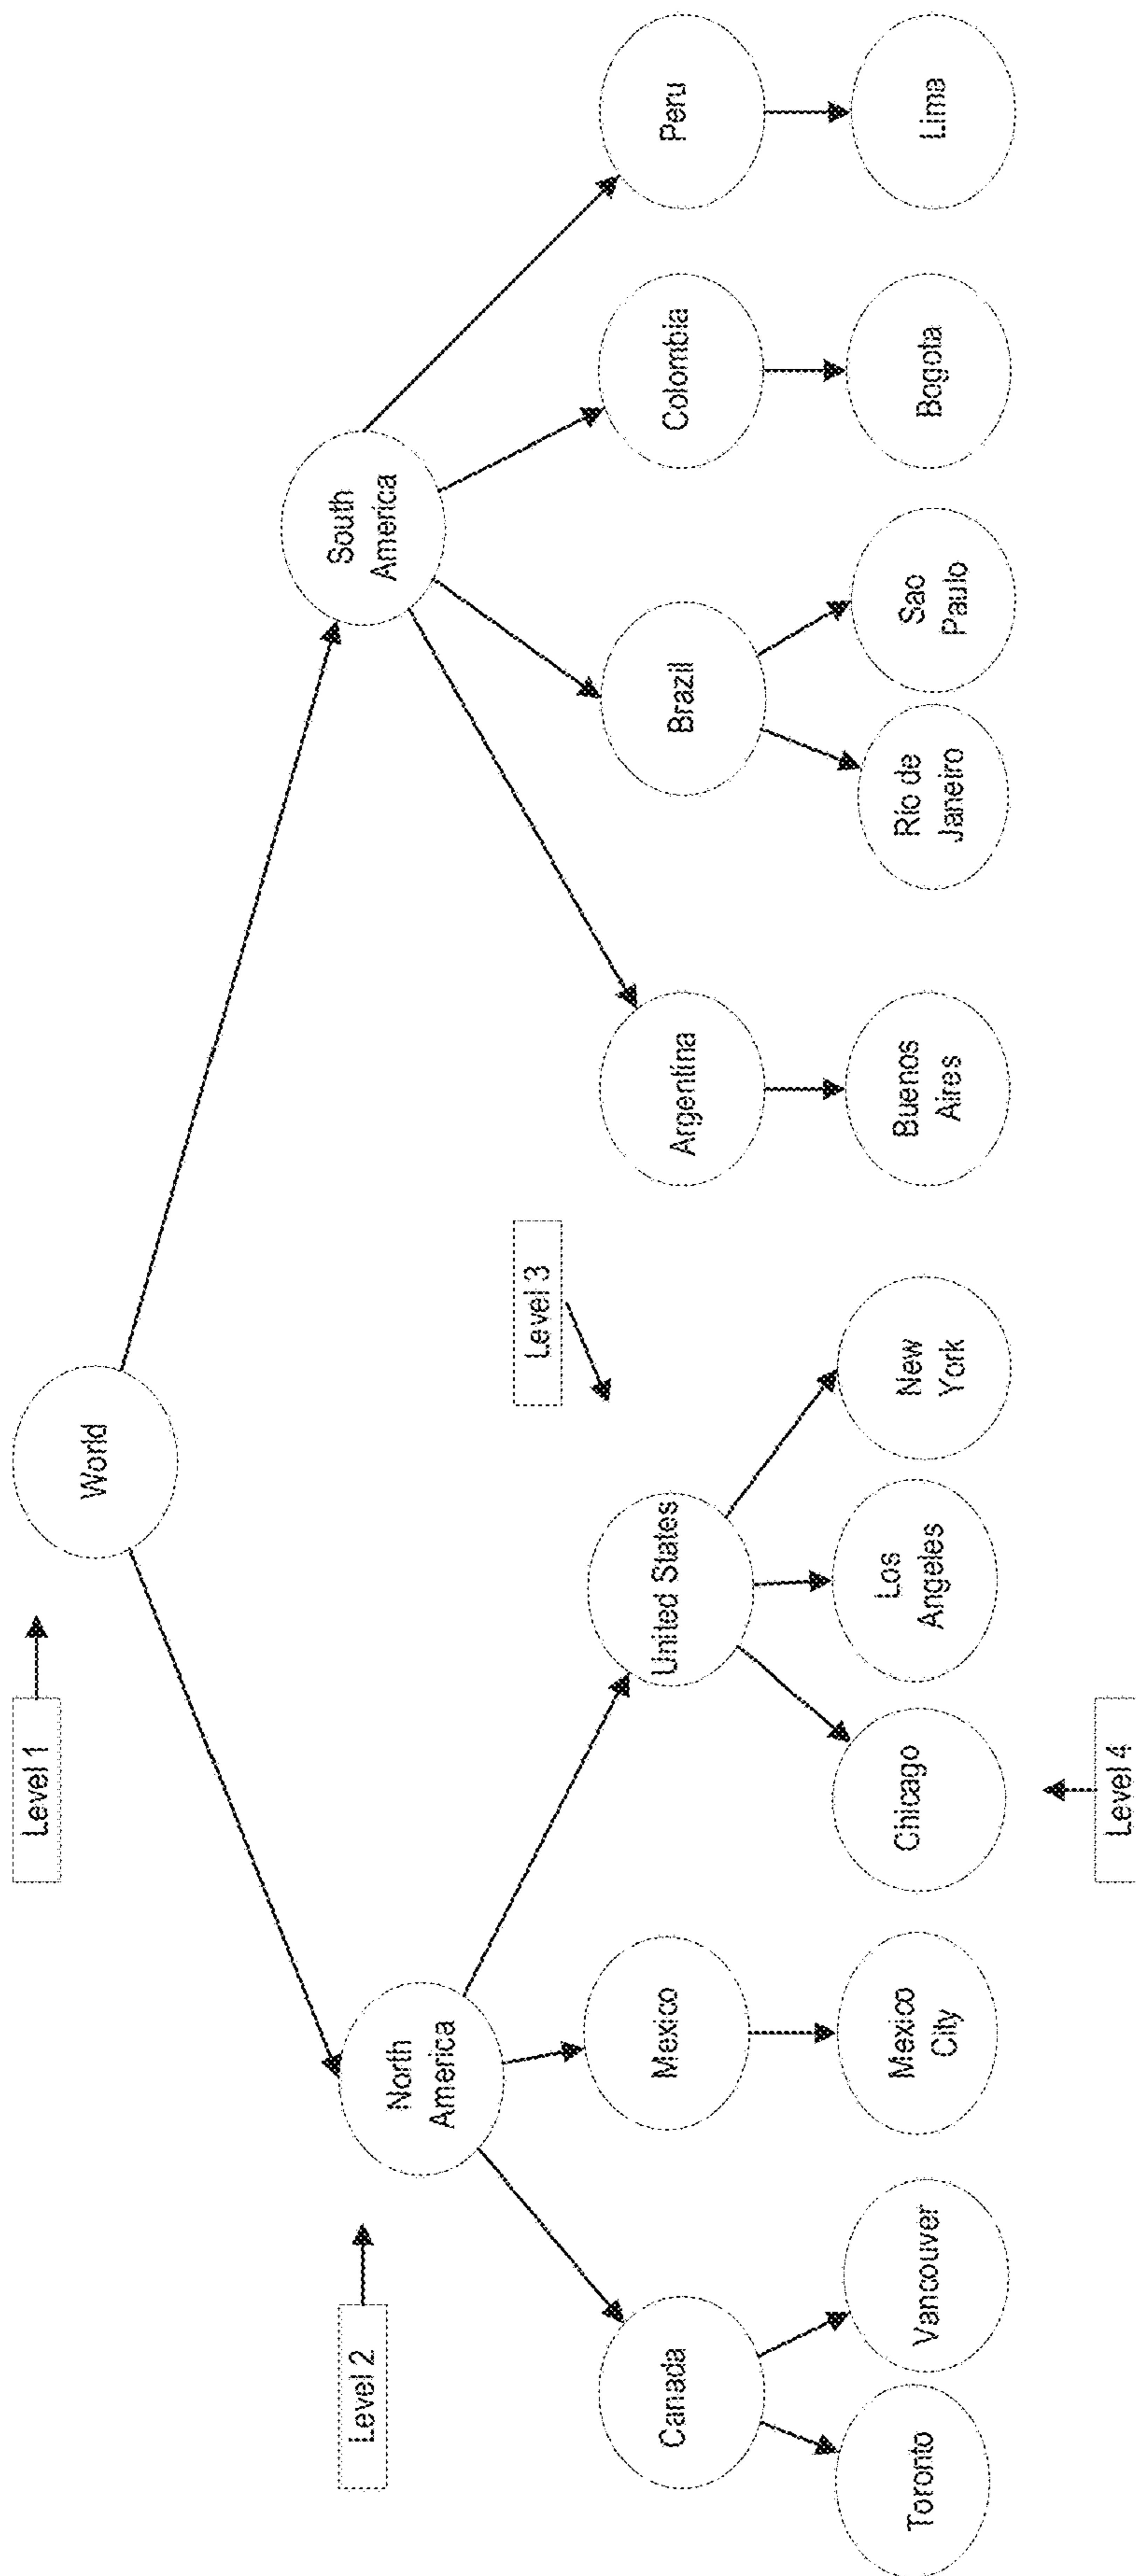 Level 1
World
Level 2
North
America
South
America
Level 3
Canada
Mexico
United States
Argentina
Brazil
Colombia
Peru
Toronto
Vancouver
Mexico
City
Chicago
Los
Angeles
New
York
Buenos
Aires
Rio de
Janeiro
Sao
Paulo
Bogota
Lima
Level 4